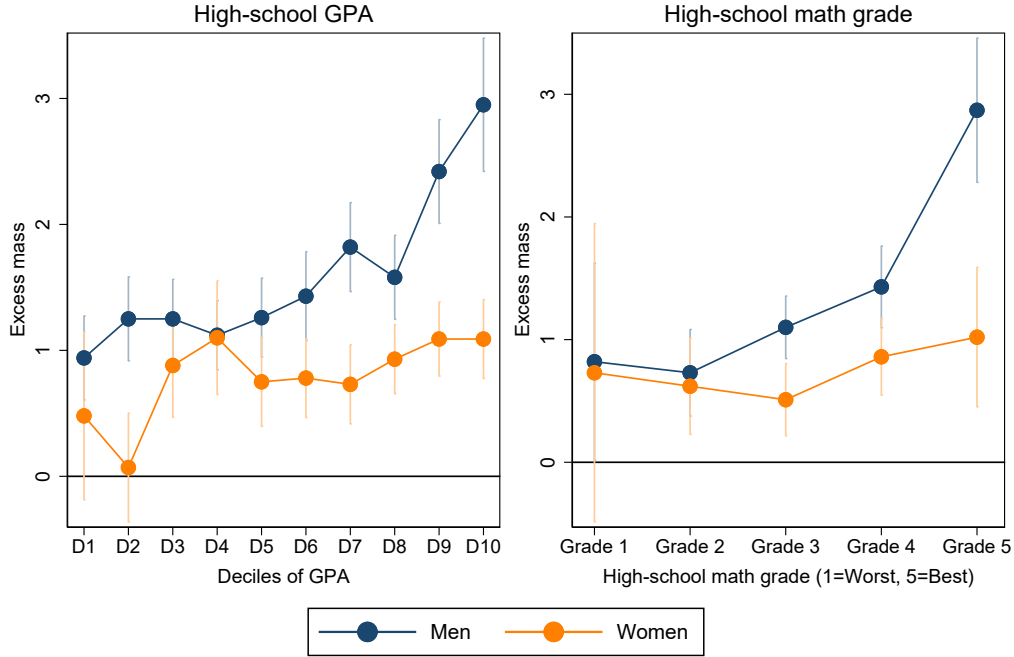 High-school GPA
Excess mass
3
2
1
0
D1 D2 D3 D4 D5 D6 D7 D8 D9 D10
Deciles of GPA
High-school math grade
Excess mass
3
2
1
0
Grade 1 Grade 2 Grade 3 Grade 4 Grade 5
High-school math grade (1=Worst, 5=Best)
Men Women